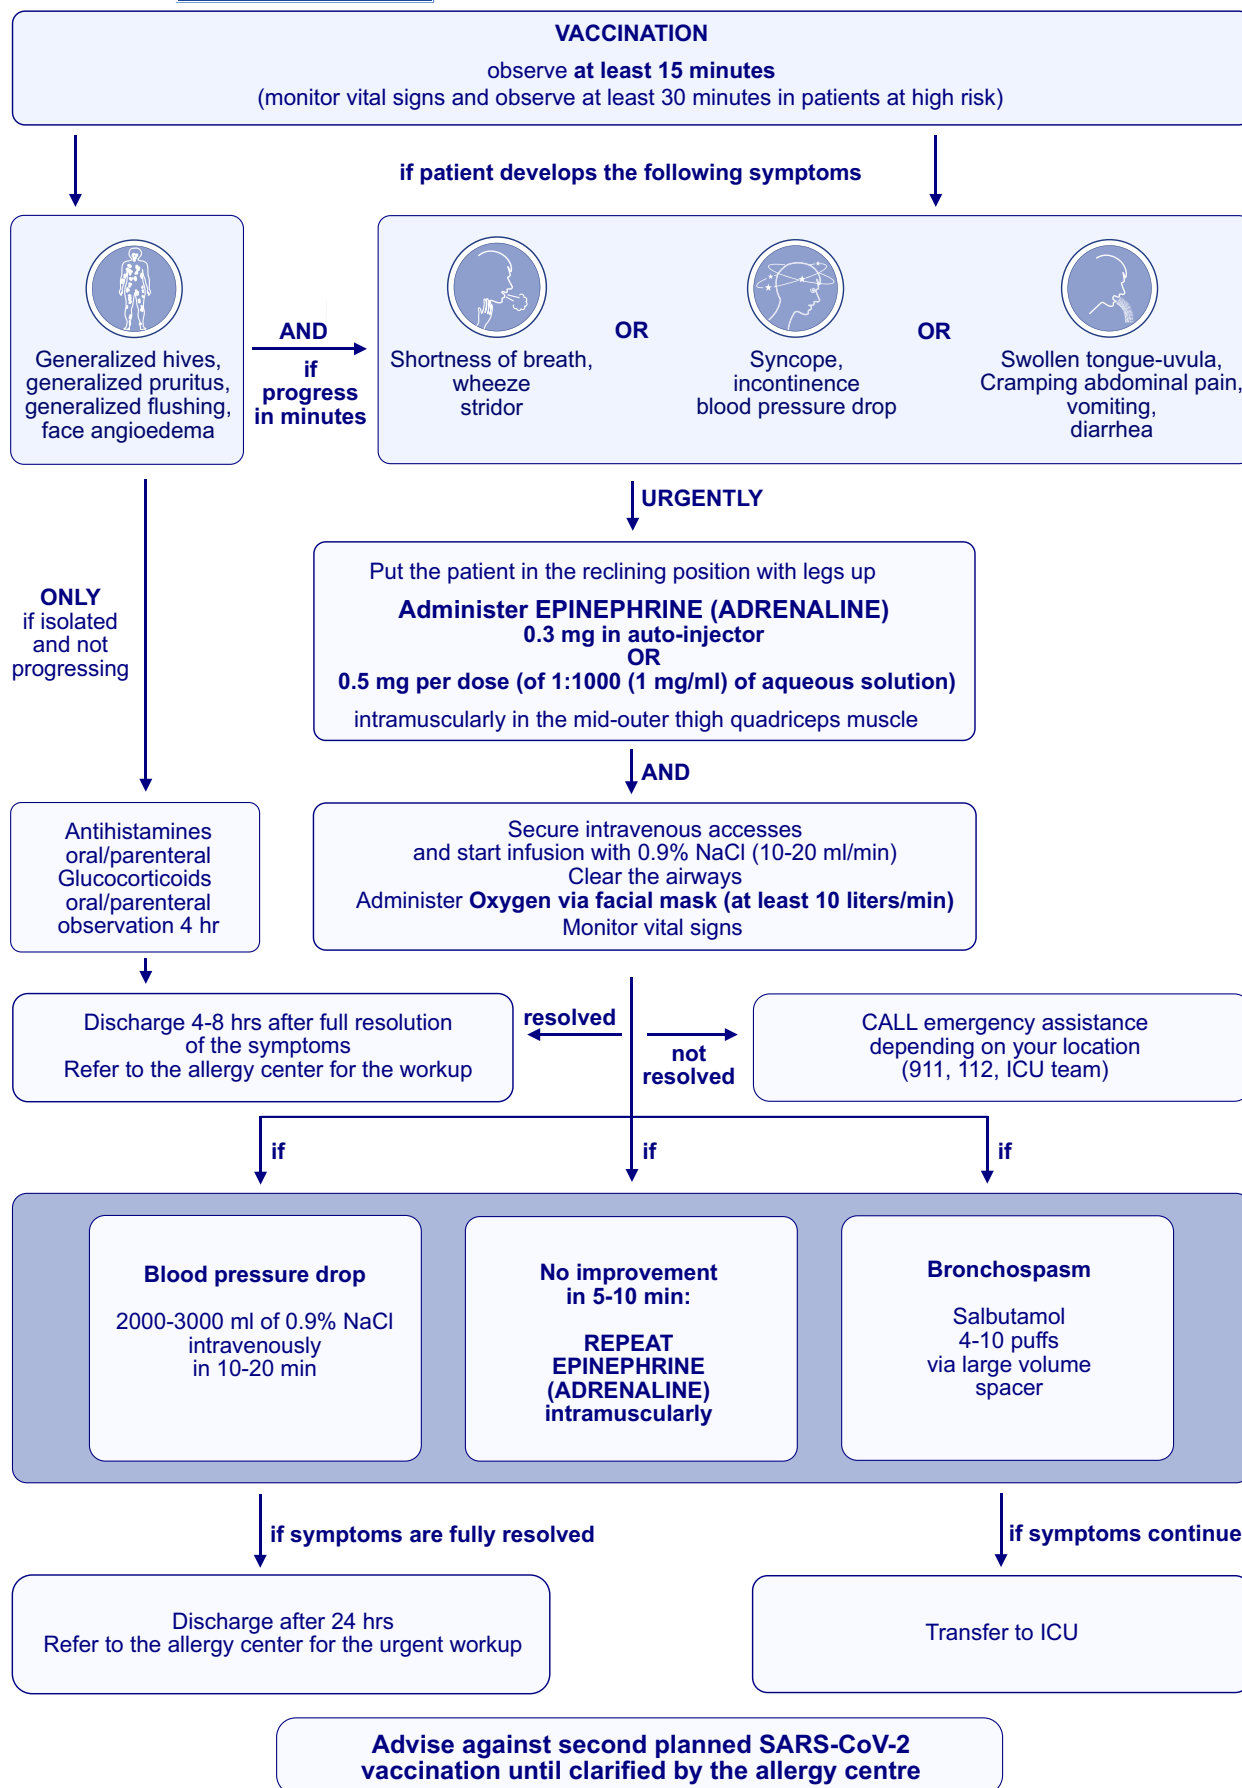 VACCINATION
observe at least 15 minutes
(monitor vital signs and observe at least 30 minutes in patients at high risk)
if patient develops the following symptoms
Generalized hives,
generalized pruritus,
generalized flushing,
face angioedema
AND
if
progress
in minutes
Shortness of breath,
wheeze
stridor
OR
Syncope,
incontinence
blood pressure drop
OR
Swollen tongue-uvula,
Cramping abdominal pain,
vomiting,
diarrhea
URGENTLY
ONLY
if isolated
and not
progressing
Put the patient in the reclining position with legs up
Administer EPINEPHRINE (ADRENALINE)
0.3 mg in auto-injector
OR
0.5 mg per dose (of 1:1000 (1 mg/ml) of aqueous solution)
intramuscularly in the mid-outer thigh quadriceps muscle
AND
Antihistamines
oral/parenteral
Glucocorticoids
oral/parenteral
observation 4 hr
Secure intravenous accesses
and start infusion with 0.9% NaCl (10-20 ml/min)
Clear the airways
Administer Oxygen via facial mask (at least 10 liters/min)
Monitor vital signs
Discharge 4-8 hrs after full resolution
of the symptoms
Refer to the allergy center for the workup
resolved
not
resolved
CALL emergency assistance
depending on your location
(911, 112, ICU team)
if
if
if
Blood pressure drop
2000-3000 ml of 0.9% NaCl
intravenously
in 10-20 min
No improvement
in 5-10 min:
REPEAT
EPINEPHRINE
(ADRENALINE)
intramuscularly
Bronchospasm
Salbutamol
4-10 puffs
via large volume
spacer
if symptoms are fully resolved
if symptoms continue
Discharge after 24 hrs
Refer to the allergy center for the urgent workup
Transfer to ICU
Advise against second planned SARS-CoV-2
vaccination until clarified by the allergy centre